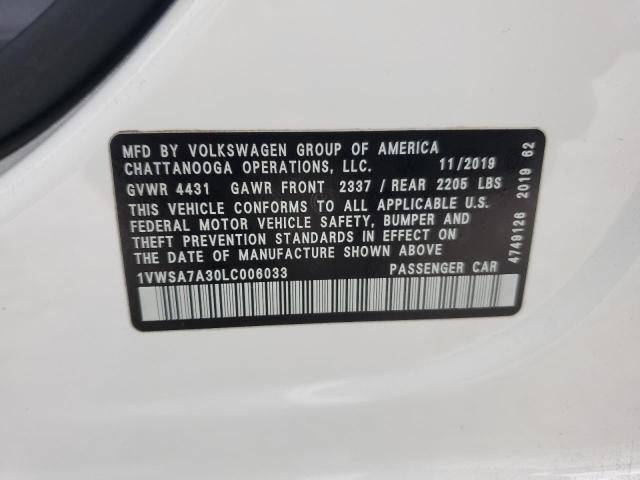 MFD BY VOLKSWAGEN GROUP OF AMERICA
CHATTANOOGA OPERATIONS, LLC. 11/2019
GVWR 4431 GAWR FRONT 2337 / REAR 2205 LBS
THIS VEHICLE CONFORMS TO ALL APPLICABLE U.S.
FEDERAL MOTOR VEHICLE SAFETY, BUMPER AND
THEFT PREVENTION STANDARDS IN EFFECT ON
THE DATE OF MANUFACTURE SHOWN ABOVE
1VWSA7A30LC006033 PASSENGER CAR
4749126 2019 62